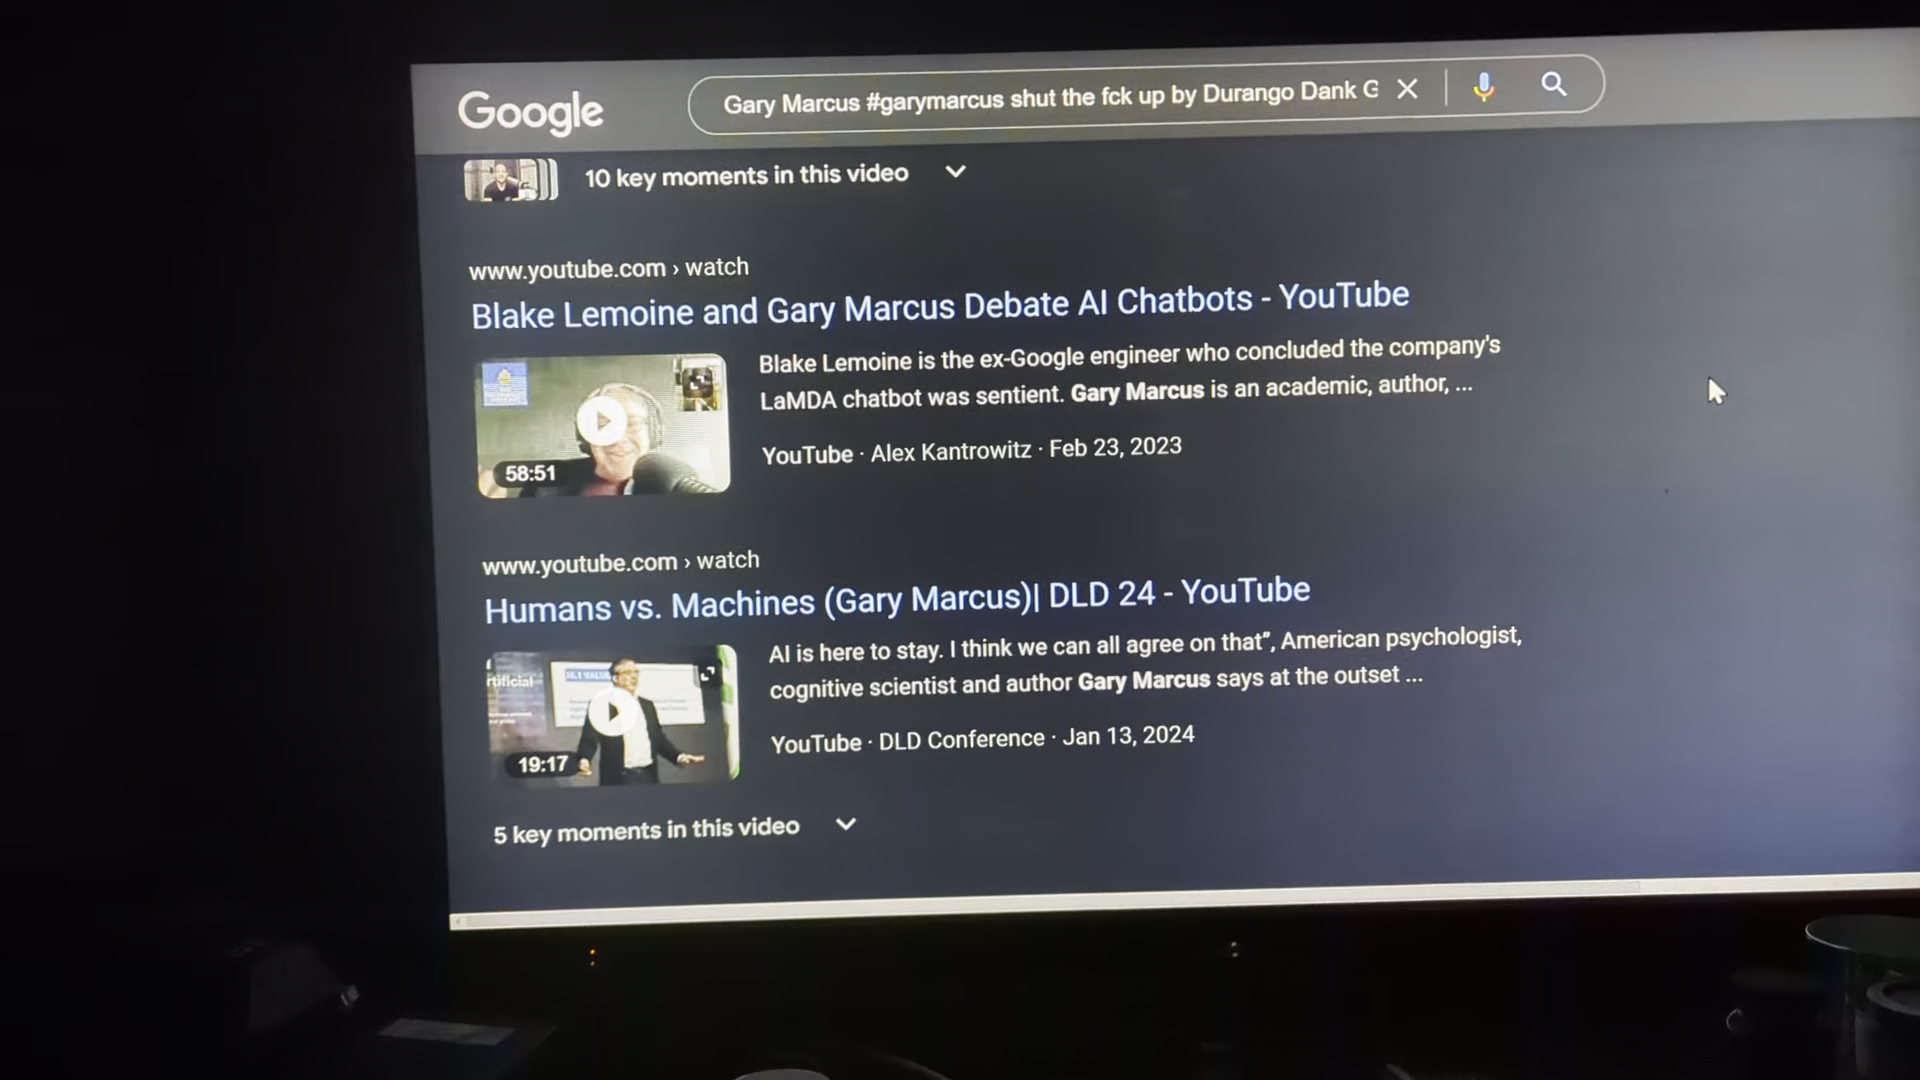 Google
Gary Marcus #garymarcus shut the fck up by Durango Dank G
10 key moments in this video
www.youtube.com › watch
Blake Lemoine and Gary Marcus Debate AI Chatbots - YouTube
Blake Lemoine is the ex-Google engineer who concluded the company's
LaMDA chatbot was sentient. Gary Marcus is an academic, author, ...
58:51
YouTube · Alex Kantrowitz · Feb 23, 2023
www.youtube.com › watch
Humans vs. Machines (Gary Marcus)| DLD 24 - YouTube
AI is here to stay. I think we can all agree on that”, American psychologist,
cognitive scientist and author Gary Marcus says at the outset ...
rtificial
19:17
YouTube · DLD Conference · Jan 13, 2024
5 key moments in this video